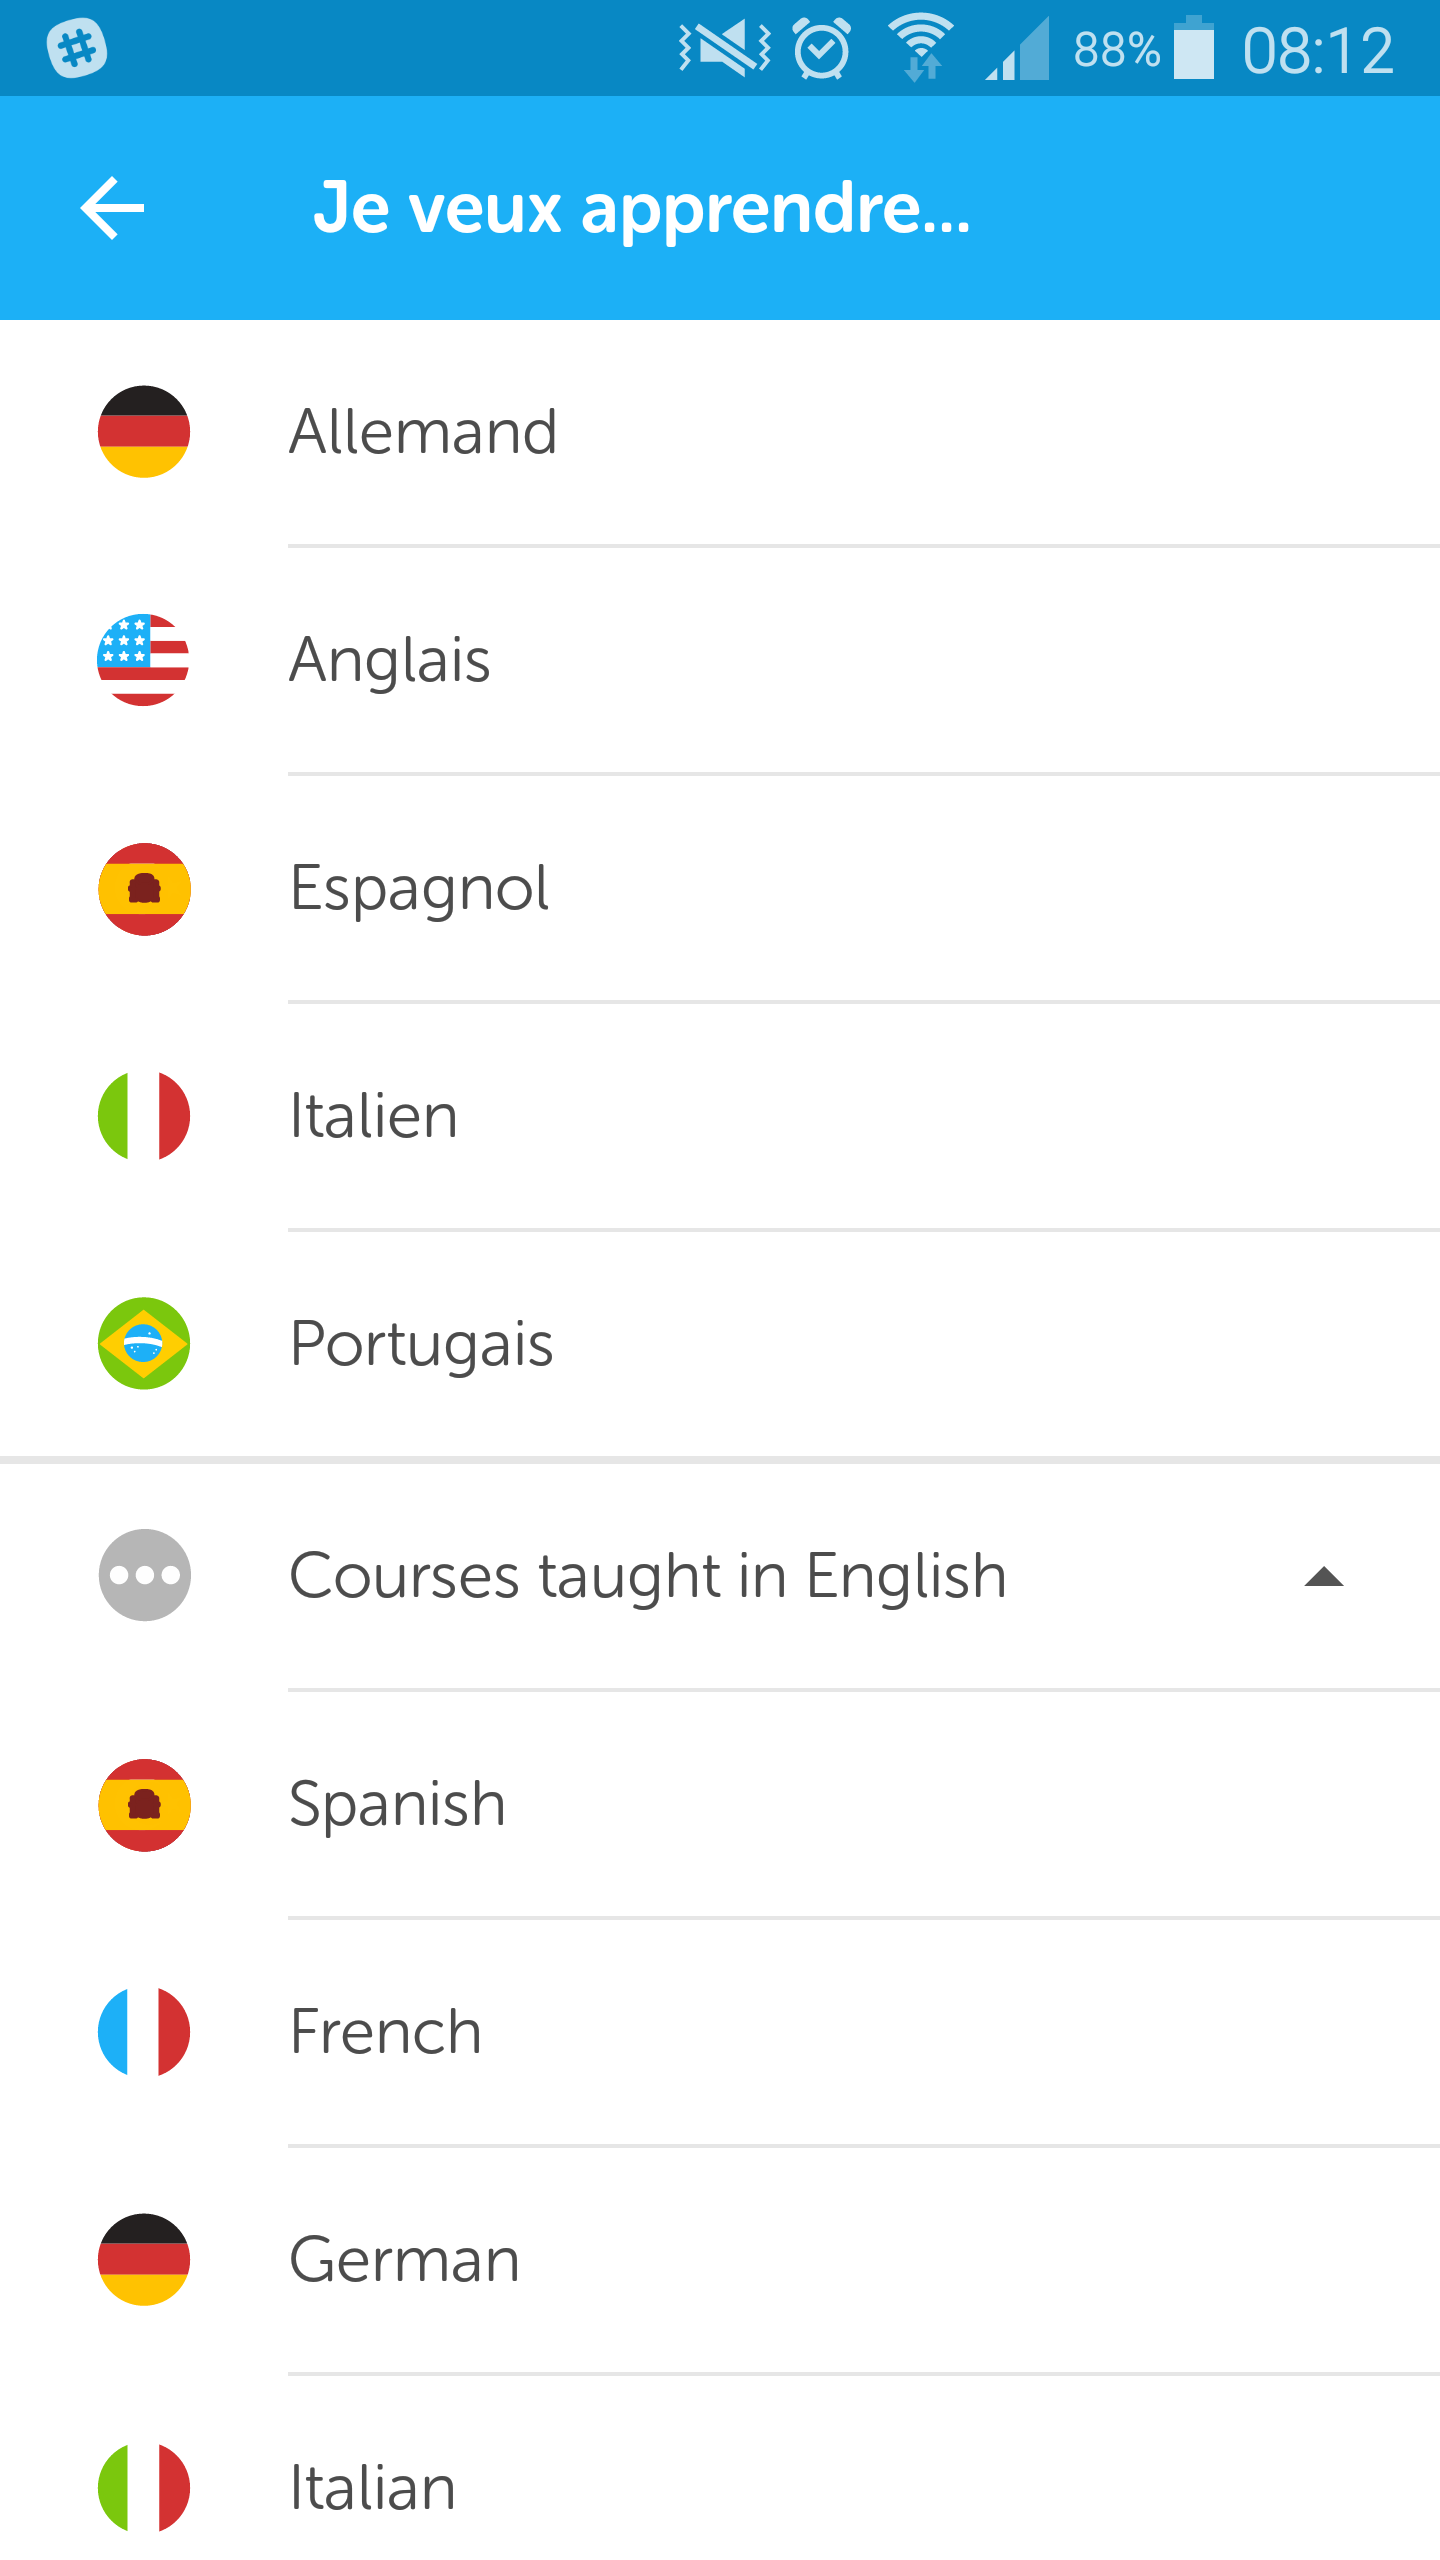 88% 08:12
Je veux apprendre...
Allemand
Anglais
Espagnol
Italien
Portugais
Courses taught in English
Spanish
French
German
Italian